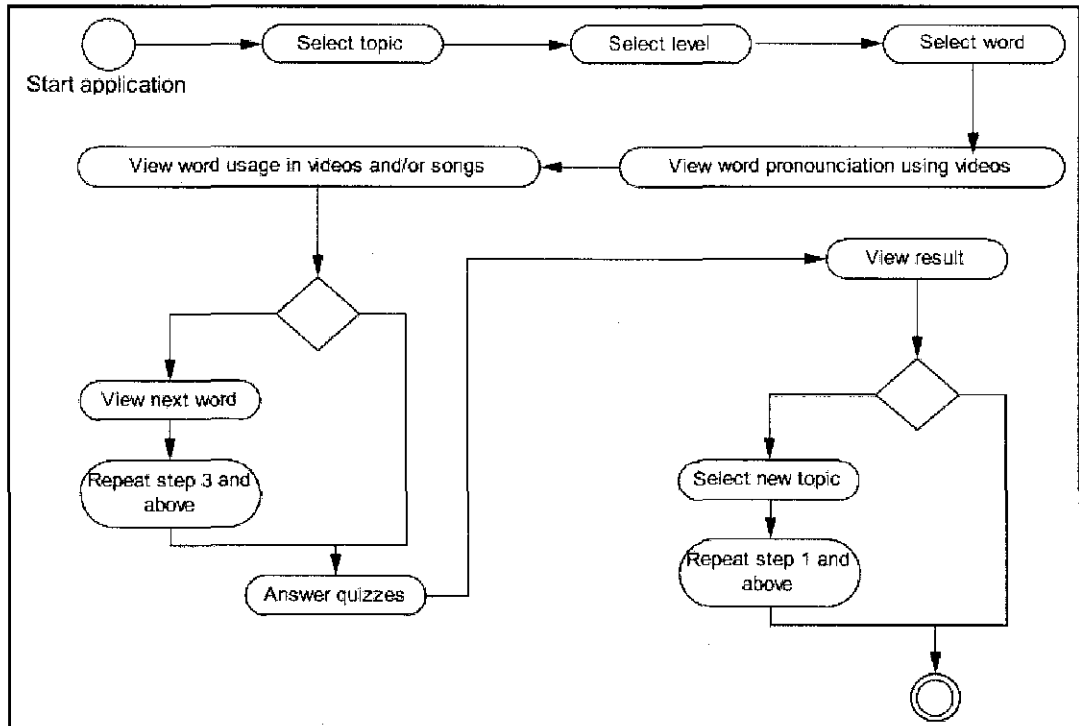 Start application
Select topic
Select level
Select word
View word pronounciation using videos
View word usage in videos and/or songs
View next word
Repeat step 3 and
above
Answer quizzes
View result
Select new topic
Repeat step 1 and
above